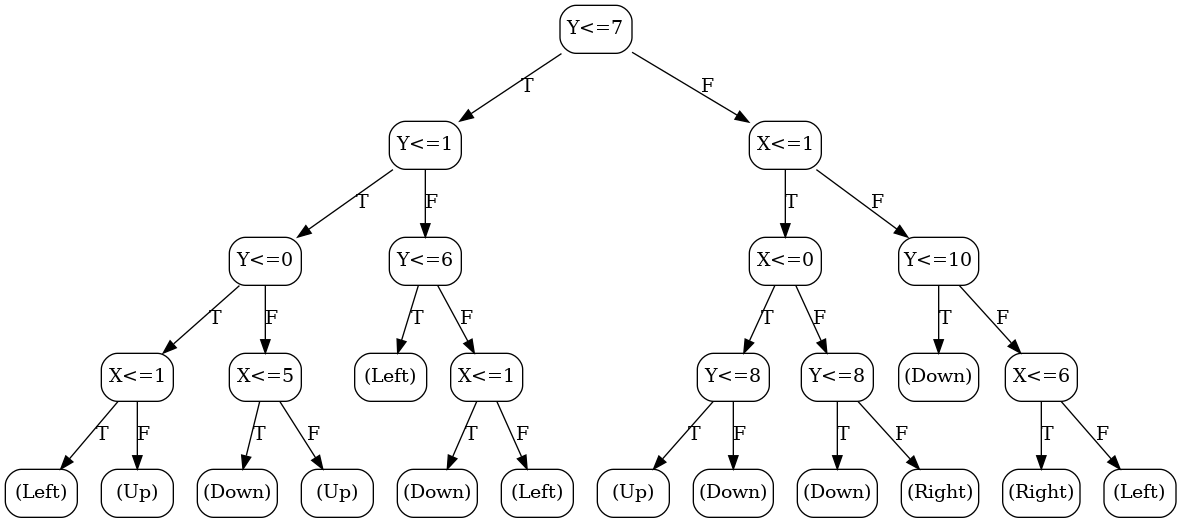 Y<=7
T
F
Y<=1
X<=1
T
F
T
F
Y<=0
Y<=6
X<=0
Y<=10
T
F
T
F
T
F
T
F
X<=1
X<=5
(Left)
X<=1
Y<=8
Y<=8
(Down)
X<=6
T
F
T
F
T
F
T
F
T
F
T
F
(Left)
(Up)
(Down)
(Up)
(Down)
(Left)
(Up)
(Down)
(Down)
(Right)
(Right)
(Left)